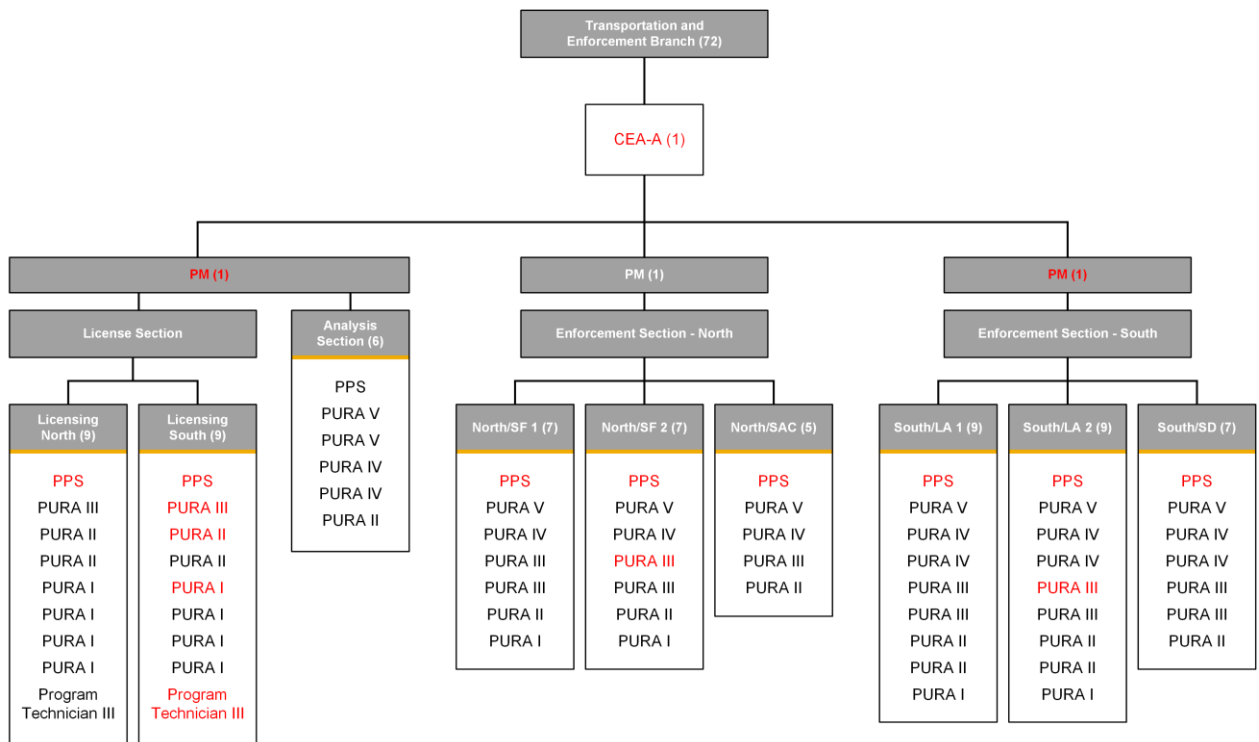 Transportation and
Enforcement Branch (72)
CEA-A (1)
PM (1)
License Section
Analysis
Section (6)
PPS
PURA V
PURA V
PURA IV
PURA IV
PURA II
Licensing
North (9)
PPS
PURA III
PURA II
PURA II
PURA I
PURA I
PURA I
PURA I
Program
Technician III
Licensing
South (9)
PPS
PURA III
PURA II
PURA II
PURA I
PURA I
PURA I
PURA I
Program
Technician III
PM (1)
Enforcement Section - North
North/SF 1 (7)
PPS
PURA V
PURA IV
PURA III
PURA III
PURA II
PURA I
North/SF 2 (7)
PPS
PURA V
PURA IV
PURA III
PURA III
PURA II
PURA I
North/SAC (5)
PPS
PURA V
PURA IV
PURA III
PURA II
PM (1)
Enforcement Section - South
South/LA 1 (9)
PPS
PURA V
PURA IV
PURA IV
PURA III
PURA III
PURA II
PURA II
PURA I
South/LA 2 (9)
PPS
PURA V
PURA IV
PURA IV
PURA III
PURA III
PURA II
PURA II
PURA I
South/SD (7)
PPS
PURA V
PURA IV
PURA IV
PURA III
PURA III
PURA II